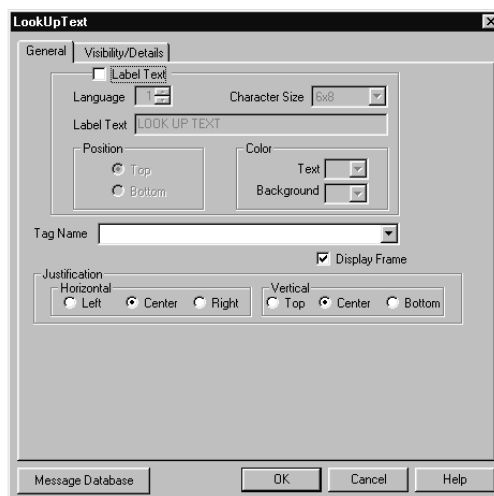 LookUpText
General Visibility/Details
Label Text
Language 1 Character Size 6x8
Label Text LOOK UP TEXT
Position Color
Top Text
Bottom Background
Tag Name
Display Frame
Justification
Horizontal Vertical
Left Center Right Top Center Bottom
Message Database OK Cancel Help